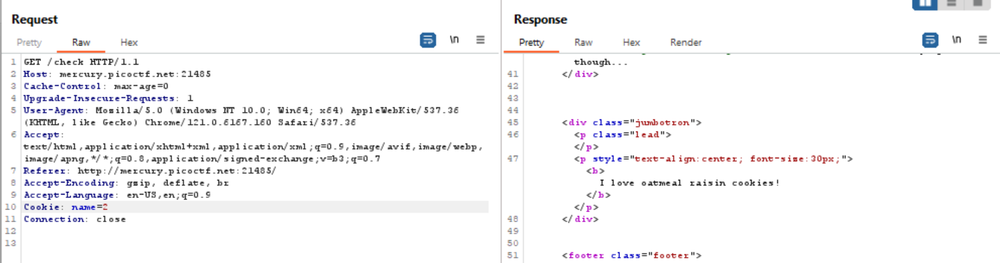 Request
Pretty Raw Hex
\n
1 GET /check HTTP/1.1
2 Host: mercury.picoctf.net:21485
3 Cache-Control: max-age=0
4 Upgrade-Insecure-Requests: 1
5 User-Agent: Mozilla/5.0 (Windows NT 10.0; Win64; x64) AppleWebKit/537.36
(KHTML, like Gecko) Chrome/121.0.6167.160 Safari/537.36
6 Accept:
text/html,application/xhtml+xml,application/xml;q=0.9,image/avif,image/webp,
image/apng,*/*;q=0.8,application/signed-exchange;v=b3;q=0.7
7 Referer: http://mercury.picoctf.net:21485/
8 Accept-Encoding: gzip, deflate, br
9 Accept-Language: en-US,en;q=0.9
10 Cookie: name=2
11 Connection: close
12
13
Response
Pretty Raw Hex Render
\n
though...
41 </div>
42
43
44
45 <div class="jumbotron">
46 <p class="lead">
</p>
47 <p style="text-align:center; font-size:30px;">
<b>
I love oatmeal raisin cookies!
</b>
</p>
48 </div>
49
50
51 <footer class="footer">